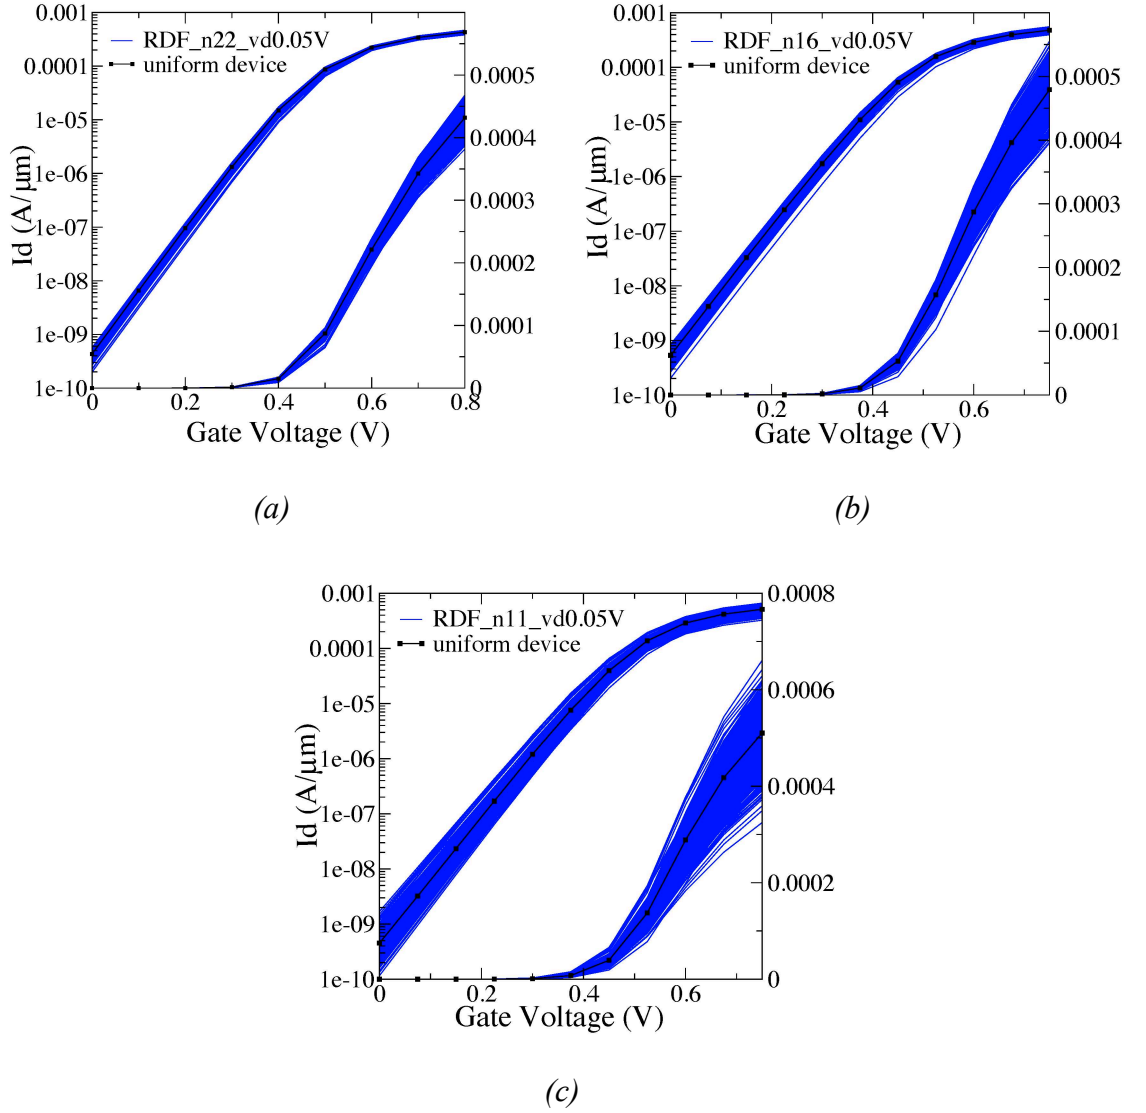 0.001
0.0001
1e-05
1e-06
1e-07
1e-08
1e-09
1e-10
Id (A/μm)
RDF_n22_vd0.05V
uniform device
0.0005
0.0004
0.0003
0.0002
0.0001
0
0 0.2 0.4 0.6 0.8
Gate Voltage (V)
(a)
0.001
0.0001
1e-05
1e-06
1e-07
1e-08
1e-09
1e-10
Id (A/μm)
RDF_n16_vd0.05V
uniform device
0.0005
0.0004
0.0003
0.0002
0.0001
0
0 0.2 0.4 0.6
Gate Voltage (V)
(b)
0.001
0.0001
1e-05
1e-06
1e-07
1e-08
1e-09
1e-10
Id (A/μm)
RDF_n11_vd0.05V
uniform device
0.0008
0.0006
0.0004
0.0002
0
0 0.2 0.4 0.6
Gate Voltage (V)
(c)